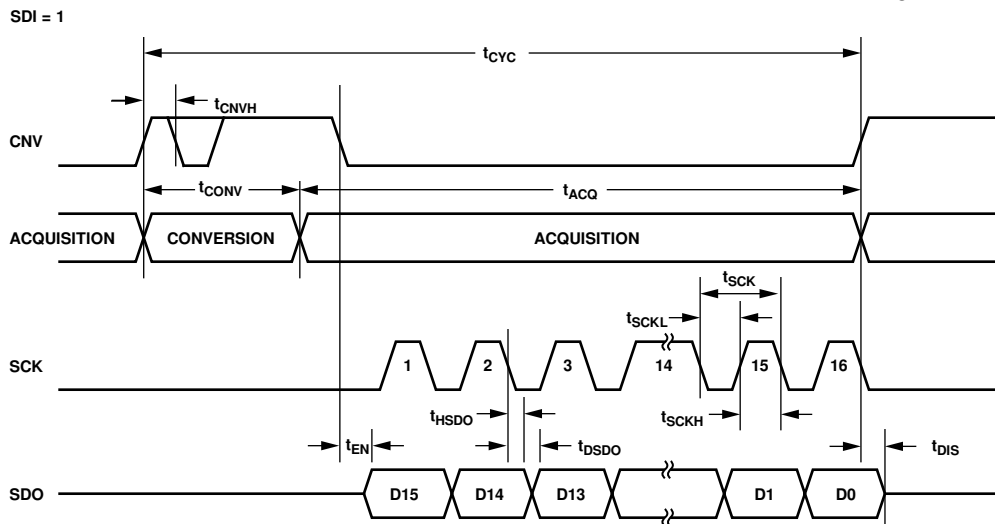 SDI = 1
tCYC
tCNVH
CNV
tCONV
tACQ
ACQUISITION CONVERSION ACQUISITION
tSCK
tSCKL
SCK 1 2 3 14 15 16
tHSDO tSCKH
tEN tDSDO tDIS
SDO D15 D14 D13 D1 D0